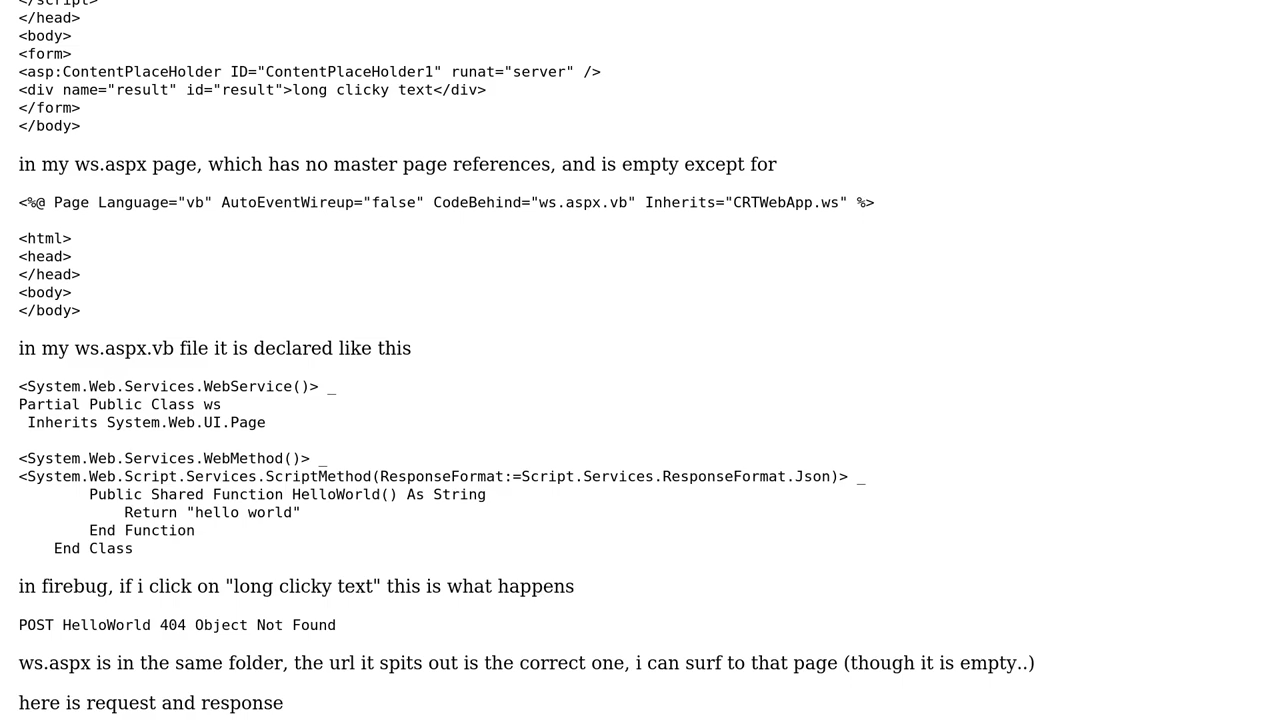 </script>
</head>
<body>
<form>
<asp:ContentPlaceHolder ID="ContentPlaceHolder1" runat="server" />
<div name="result" id="result">long clicky text</div>
</form>
</body>
in my ws.aspx page, which has no master page references, and is empty except for
<%@ Page Language="vb" AutoEventWireup="false" CodeBehind="ws.aspx.vb" Inherits="CRTWebApp.ws" %>
<html>
<head>
</head>
<body>
</body>
in my ws.aspx.vb file it is declared like this
<System.Web.Services.WebService()> _
Partial Public Class ws
 Inherits System.Web.UI.Page
<System.Web.Services.WebMethod()> _
<System.Web.Script.Services.ScriptMethod(ResponseFormat:=Script.Services.ResponseFormat.Json)> _
        Public Shared Function HelloWorld() As String
            Return "hello world"
        End Function
    End Class
in firebug, if i click on "long clicky text" this is what happens
POST HelloWorld 404 Object Not Found
ws.aspx is in the same folder, the url it spits out is the correct one, i can surf to that page (though it is empty..)
here is request and response